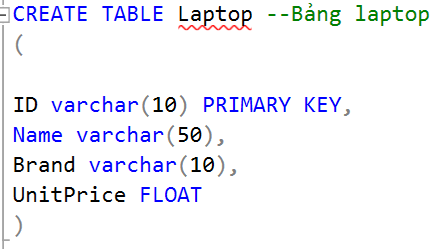 CREATE TABLE Laptop --Bảng laptop
(
ID varchar(10) PRIMARY KEY,
Name varchar(50),
Brand varchar(10),
UnitPrice FLOAT
)